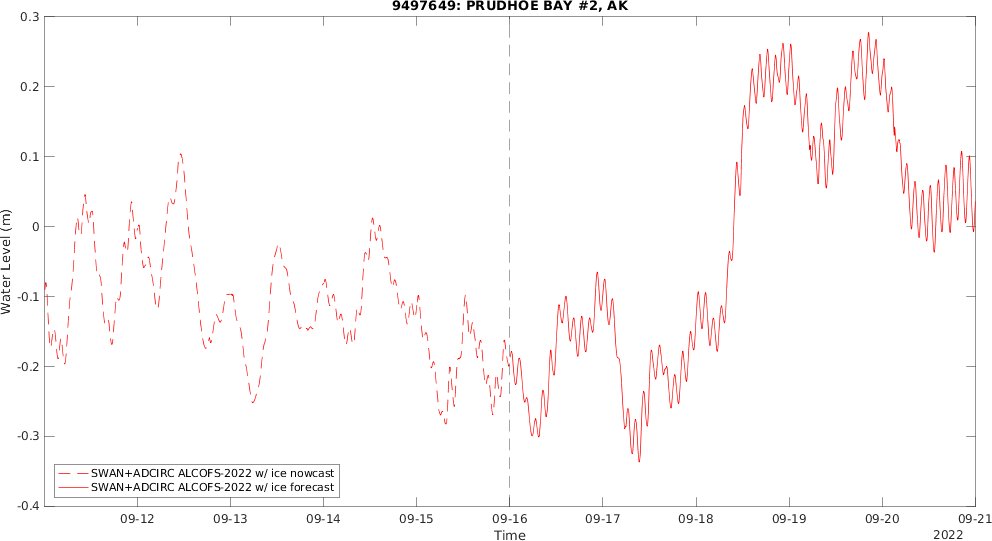 9497649: PRUDHOE BAY #2, AK
0.3
0.2
0.1
0
-0.1
-0.2
-0.3
-0.4
Water Level (m)
SWAN+ADCIRC ALCOFS-2022 w/ ice nowcast
SWAN+ADCIRC ALCOFS-2022 w/ ice forecast
09-12 09-13 09-14 09-15 09-16 09-17 09-18 09-19 09-20 09-21
Time
2022